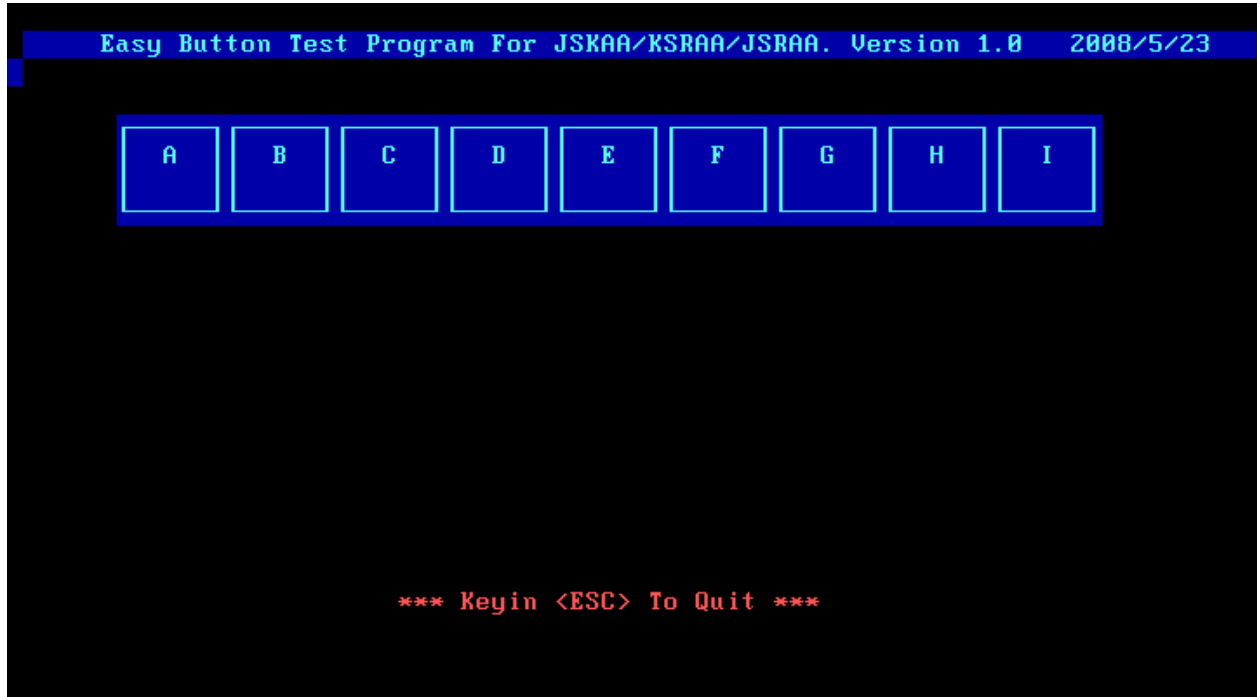 Easy Button Test Program For JSKAA/KSRAA/JSRAA. Version 1.0 2008/5/23
A B C D E F G H I
*** Keyin <ESC> To Quit ***